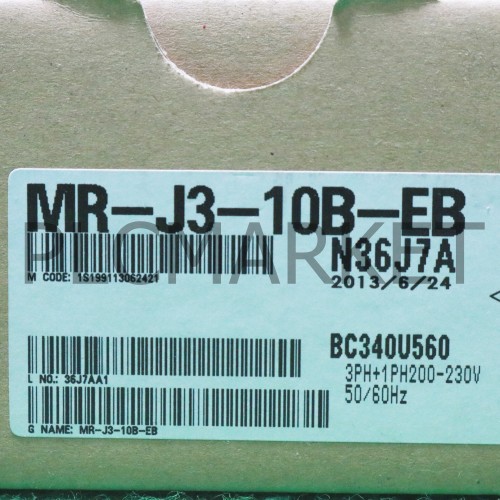 MR-J3-10B-EB
N36J7A
M CODE: 1S199113062421
2013/6/24
PLCMARKET
BC340U560
L NO.: 36J7AA1
3PH+1PH200-230V
50/60Hz
G NAME: MR-J3-10B-EB